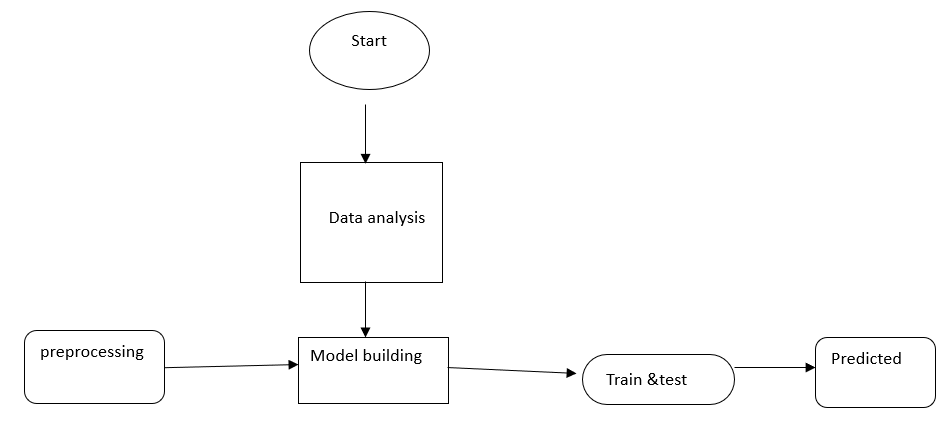 Start
Data analysis
preprocessing
Model building
Train &test
Predicted